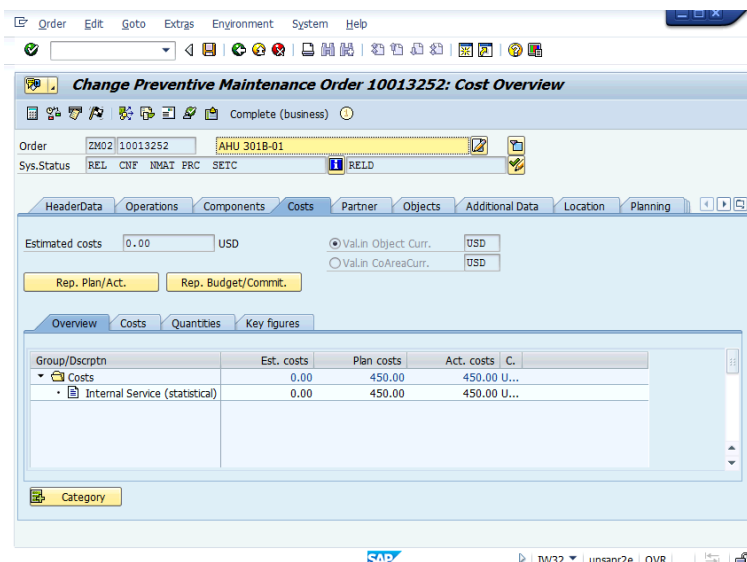 Order Edit Goto Extras Environment System Help
Change Preventive Maintenance Order 10013252: Cost Overview
Complete (business)
Order ZM02 10013252 AHU 301B-01
Sys.Status REL CNF NMAT PRC SETC RELD
HeaderData Operations Components Costs Partner Objects Additional Data Location Planning
Estimated costs 0.00 USD Val.in Object Curr. USD
Val.in CoAreaCurr. USD
Rep. Plan/Act. Rep. Budget/Commit.
Overview Costs Quantities Key figures
Group/Dscrptn Est. costs Plan costs Act. costs C.
Costs 0.00 450.00 450.00 U...
Internal Service (statistical) 0.00 450.00 450.00 U...
Category
SAP IW32 OVR